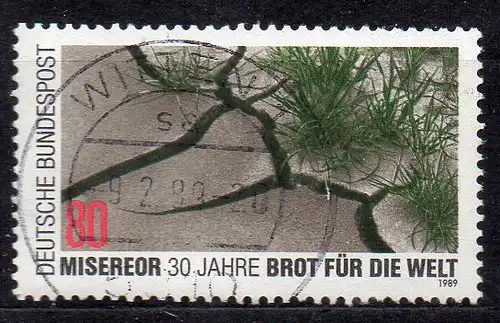 DEUTSCHE BUNDESPOST
80
MISEREOR · 30 JAHRE BROT FÜR DIE WELT
1989